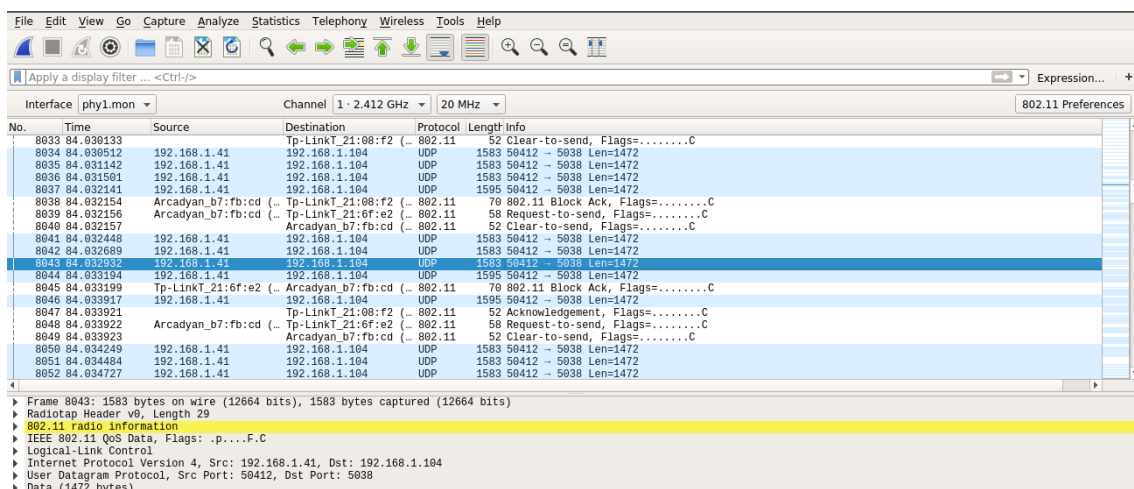 File Edit View Go Capture Analyze Statistics Telephony Wireless Tools Help
Apply a display filter ... <Ctrl-/> Expression... +
Interface phy1.mon Channel 1 · 2.412 GHz 20 MHz 802.11 Preferences
No. Time Source Destination Protocol Length Info
8033 84.030133 Tp-LinkT_21:08:f2 (… 802.11 52 Clear-to-send, Flags=........C
8034 84.030512 192.168.1.41 192.168.1.104 UDP 1583 50412 → 5038 Len=1472
8035 84.031142 192.168.1.41 192.168.1.104 UDP 1583 50412 → 5038 Len=1472
8036 84.031501 192.168.1.41 192.168.1.104 UDP 1583 50412 → 5038 Len=1472
8037 84.032141 192.168.1.41 192.168.1.104 UDP 1595 50412 → 5038 Len=1472
8038 84.032154 Arcadyan_b7:fb:cd (… Tp-LinkT_21:08:f2 (… 802.11 70 802.11 Block Ack, Flags=........C
8039 84.032156 Arcadyan_b7:fb:cd (… Tp-LinkT_21:6f:e2 (… 802.11 58 Request-to-send, Flags=........C
8040 84.032157 Arcadyan_b7:fb:cd (… 802.11 52 Clear-to-send, Flags=........C
8041 84.032448 192.168.1.41 192.168.1.104 UDP 1583 50412 → 5038 Len=1472
8042 84.032689 192.168.1.41 192.168.1.104 UDP 1583 50412 → 5038 Len=1472
8043 84.032932 192.168.1.41 192.168.1.104 UDP 1583 50412 → 5038 Len=1472
8044 84.033194 192.168.1.41 192.168.1.104 UDP 1595 50412 → 5038 Len=1472
8045 84.033199 Tp-LinkT_21:6f:e2 (… Arcadyan_b7:fb:cd (… 802.11 70 802.11 Block Ack, Flags=........C
8046 84.033917 192.168.1.41 192.168.1.104 UDP 1595 50412 → 5038 Len=1472
8047 84.033921 Tp-LinkT_21:08:f2 (… 802.11 52 Acknowledgement, Flags=........C
8048 84.033922 Arcadyan_b7:fb:cd (… Tp-LinkT_21:6f:e2 (… 802.11 58 Request-to-send, Flags=........C
8049 84.033923 Arcadyan_b7:fb:cd (… 802.11 52 Clear-to-send, Flags=........C
8050 84.034249 192.168.1.41 192.168.1.104 UDP 1583 50412 → 5038 Len=1472
8051 84.034484 192.168.1.41 192.168.1.104 UDP 1583 50412 → 5038 Len=1472
8052 84.034727 192.168.1.41 192.168.1.104 UDP 1583 50412 → 5038 Len=1472
Frame 8043: 1583 bytes on wire (12664 bits), 1583 bytes captured (12664 bits)
Radiotap Header v0, Length 29
802.11 radio information
IEEE 802.11 QoS Data, Flags: .p....F.C
Logical-Link Control
Internet Protocol Version 4, Src: 192.168.1.41, Dst: 192.168.1.104
User Datagram Protocol, Src Port: 50412, Dst Port: 5038
Data (1472 bytes)